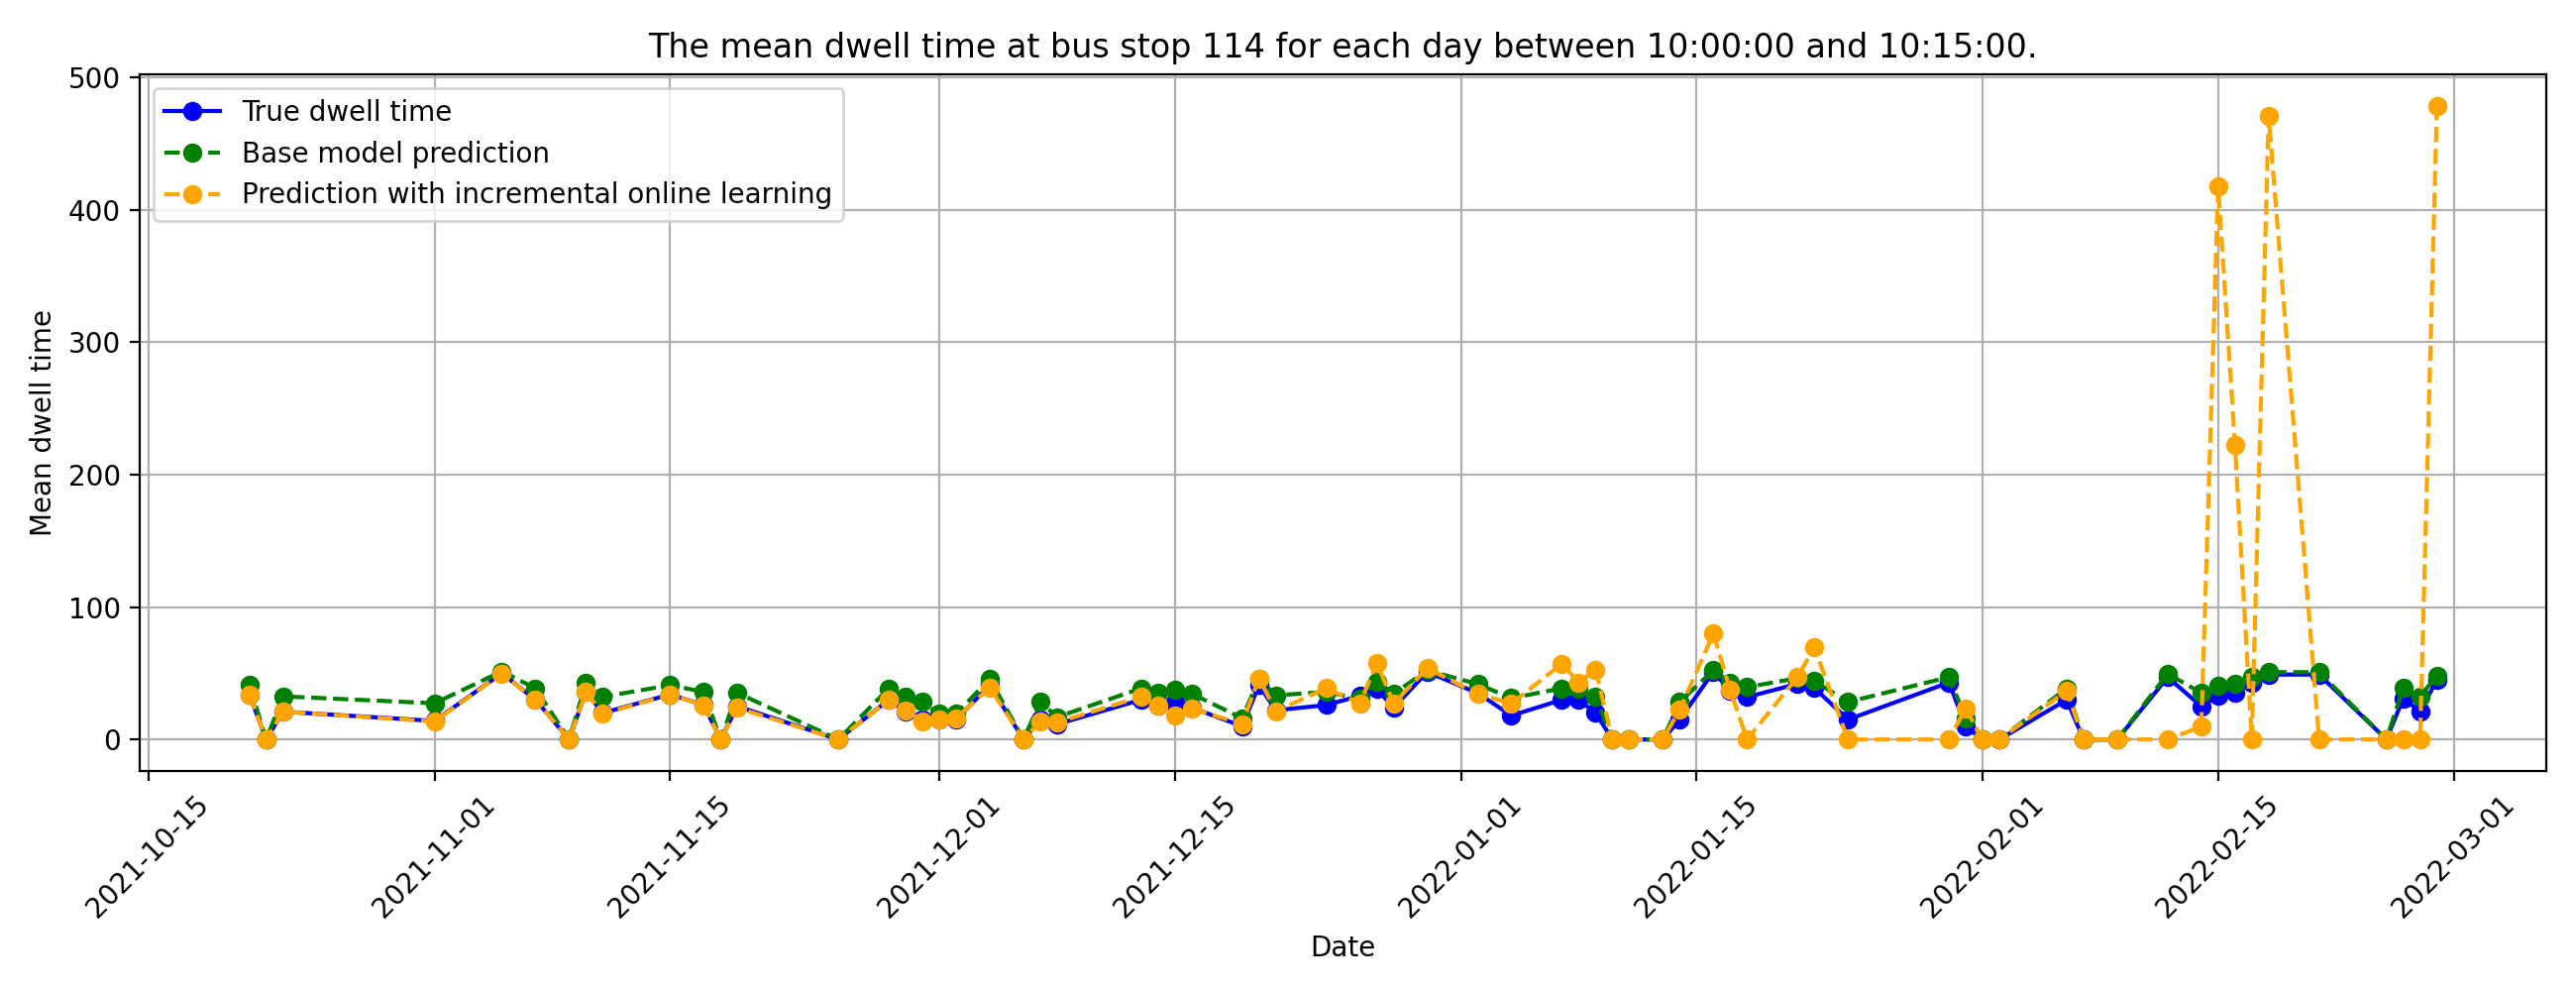 The mean dwell time at bus stop 114 for each day between 10:00:00 and 10:15:00.
500
400
300
200
100
0
Mean dwell time
True dwell time
Base model prediction
Prediction with incremental online learning
2021-10-15
2021-11-01
2021-11-15
2021-12-01
2021-12-15
2022-01-01
2022-01-15
2022-02-01
2022-02-15
2022-03-01
Date